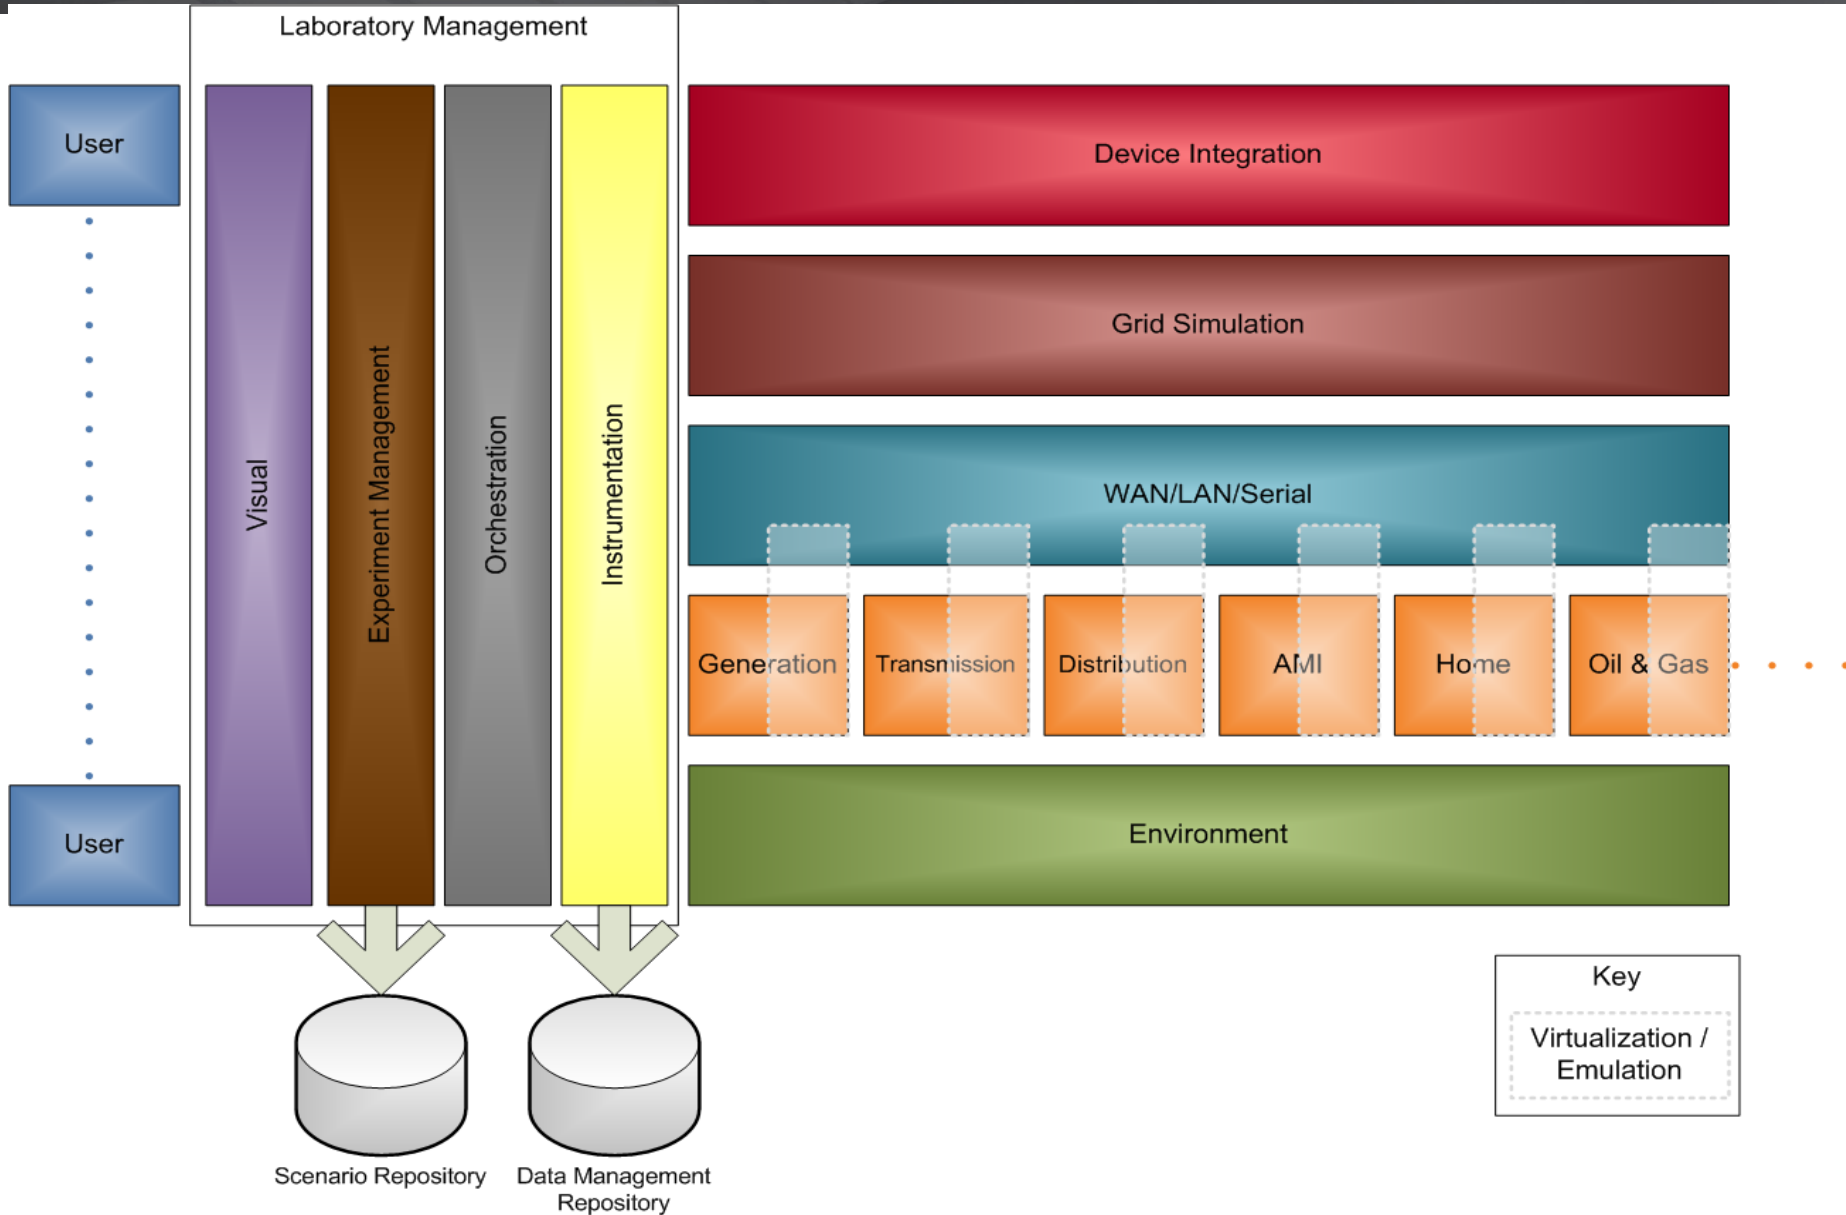 Laboratory Management
User
Visual
Experiment Management
Orchestration
Instrumentation
Device Integration
Grid Simulation
WAN/LAN/Serial
Generation
Transmission
Distribution
AMI
Home
Oil & Gas
User
Environment
Key
Virtualization /
Emulation
Scenario Repository
Data Management
Repository